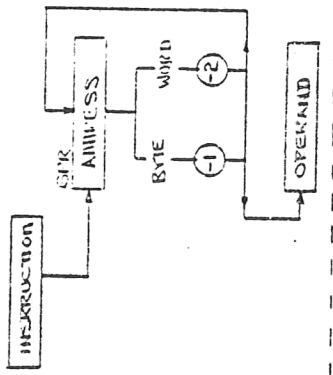 INSTRUCTION
GPR
ADDRESS
BYTE
WORD
-1
-2
OPERAND